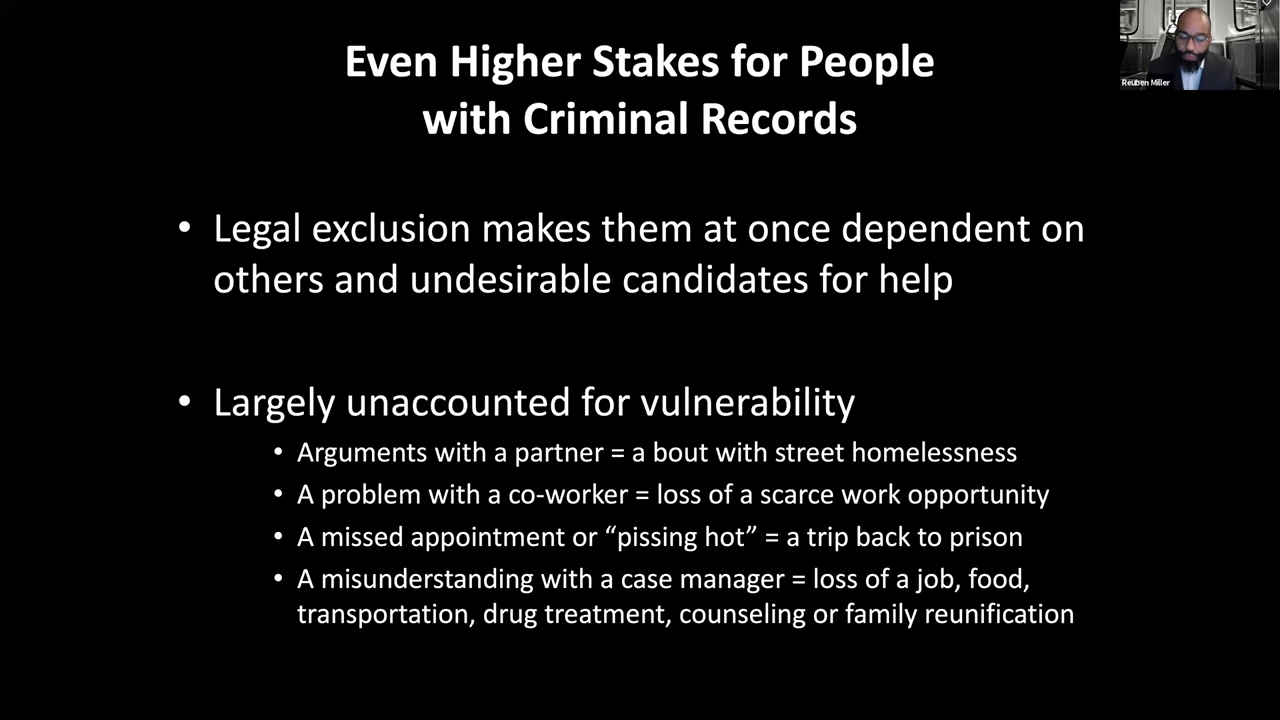 Even Higher Stakes for People
with Criminal Records
Reuben Miller
• Legal exclusion makes them at once dependent on
others and undesirable candidates for help
• Largely unaccounted for vulnerability
• Arguments with a partner = a bout with street homelessness
• A problem with a co-worker = loss of a scarce work opportunity
• A missed appointment or “pissing hot” = a trip back to prison
• A misunderstanding with a case manager = loss of a job, food,
transportation, drug treatment, counseling or family reunification